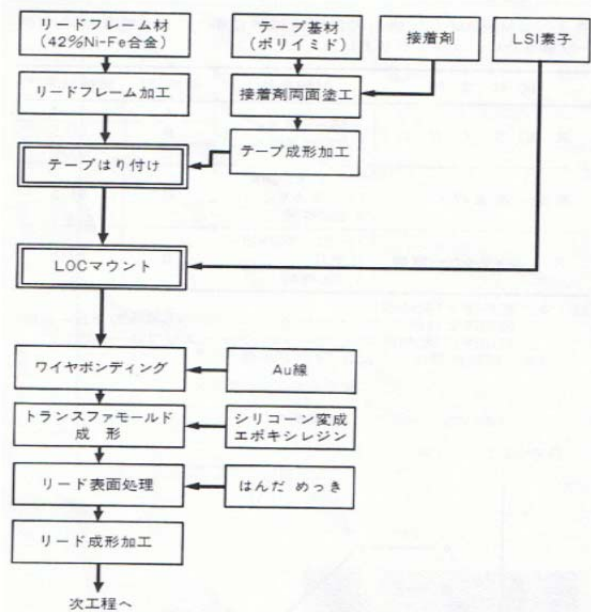 リードフレーム材
(42%Ni-Fe合金)
テープ基材
(ポリイミド)
接着剤
LSI素子
リードフレーム加工
接着剤両面塗工
テープはり付け
テープ成形加工
LOCマウント
ワイヤボンディング
Au線
トランスファモールド
成 形
シリコーン変成
エポキシレジン
リード表面処理
はんだ めっき
リード成形加工
次工程へ